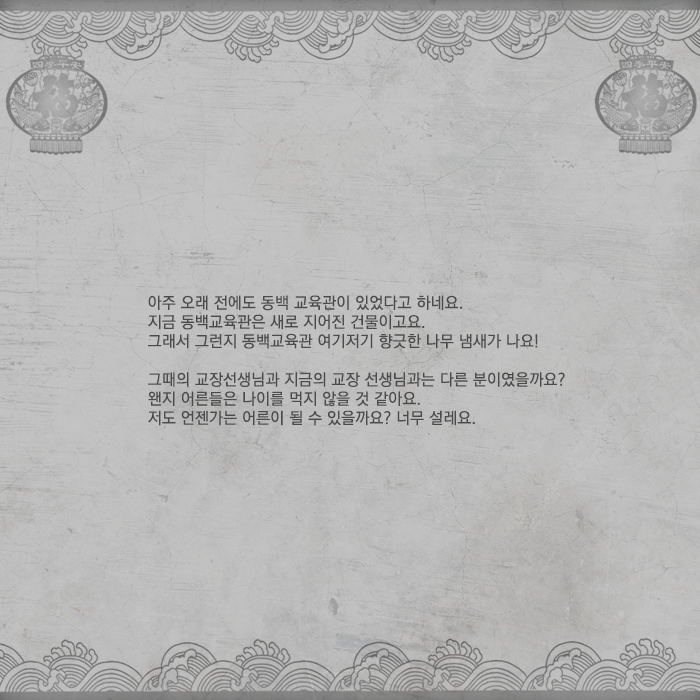 아주 오래 전에도 동백 교육관이 있었다고 하네요.
지금 동백교육관은 새로 지어진 건물이고요.
그래서 그런지 동백교육관 여기저기 향긋한 나무 냄새가 나요!
그때의 교장선생님과 지금의 교장 선생님과는 다른 분이였을까요?
왠지 어른들은 나이를 먹지 않을 것 같아요.
저도 언젠가는 어른이 될 수 있을까요? 너무 설레요.